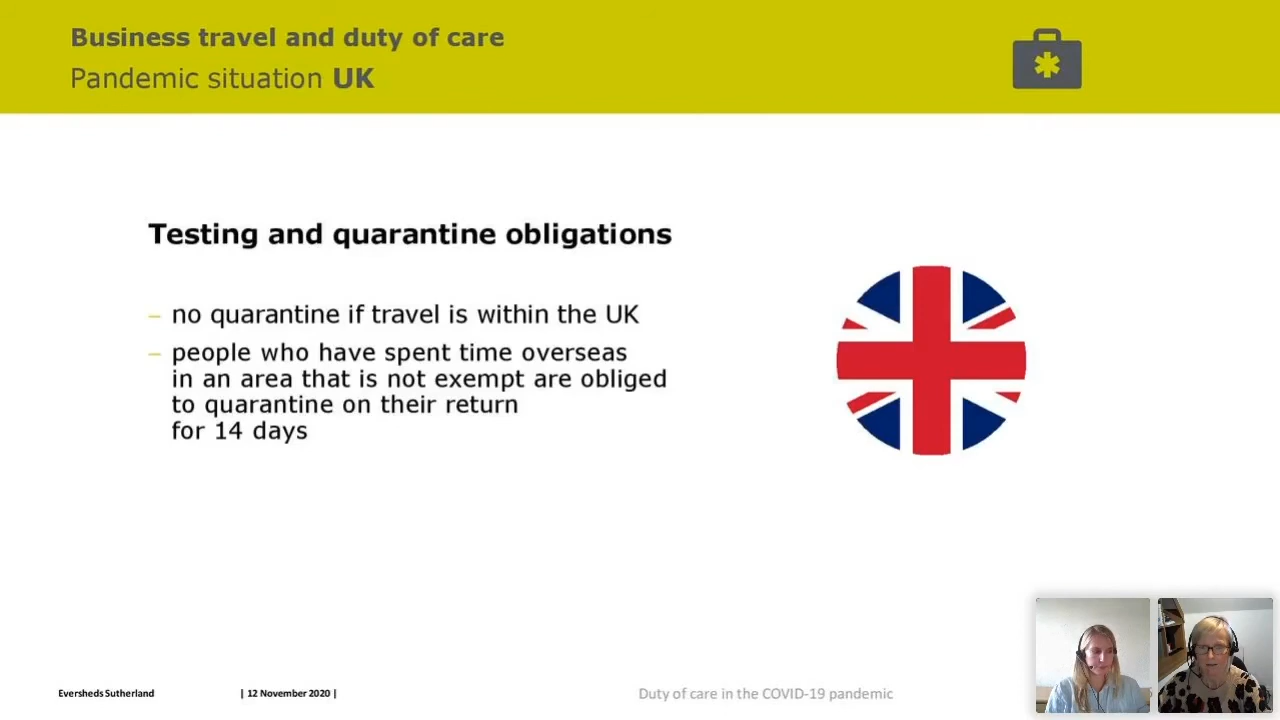 Business travel and duty of care
Pandemic situation UK
Testing and quarantine obligations
– no quarantine if travel is within the UK
– people who have spent time overseas
in an area that is not exempt are obliged
to quarantine on their return
for 14 days
Eversheds Sutherland | 12 November 2020 | Duty of care in the COVID-19 pandemic